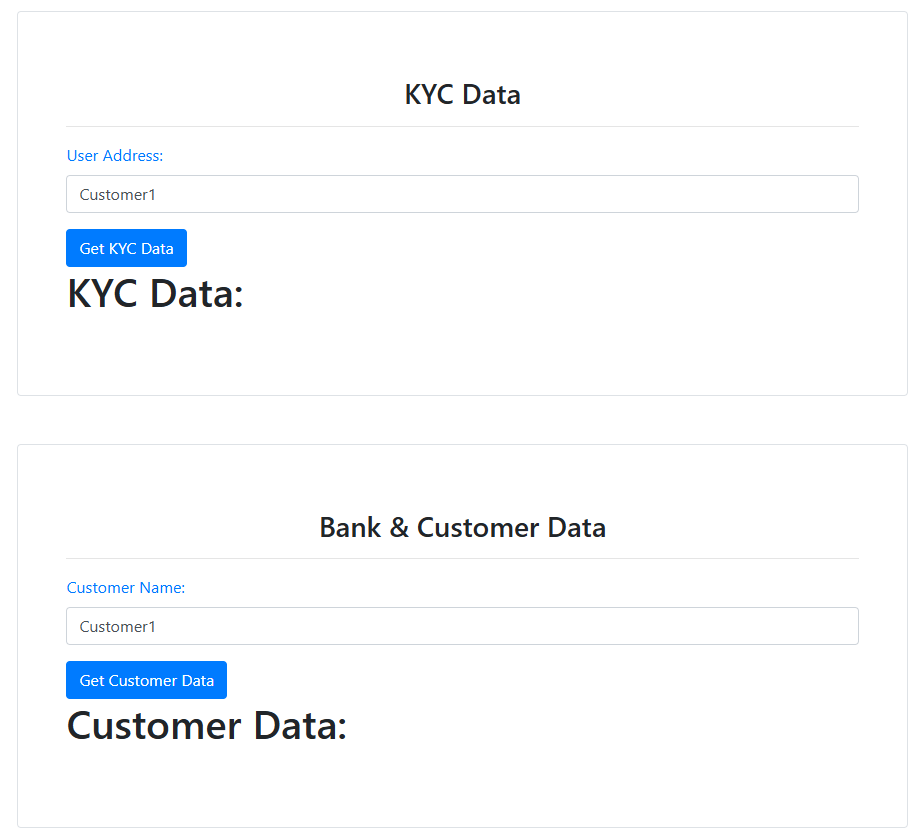 KYC Data
User Address:
Customer1
Get KYC Data
KYC Data:
Bank & Customer Data
Customer Name:
Customer1
Get Customer Data
Customer Data: